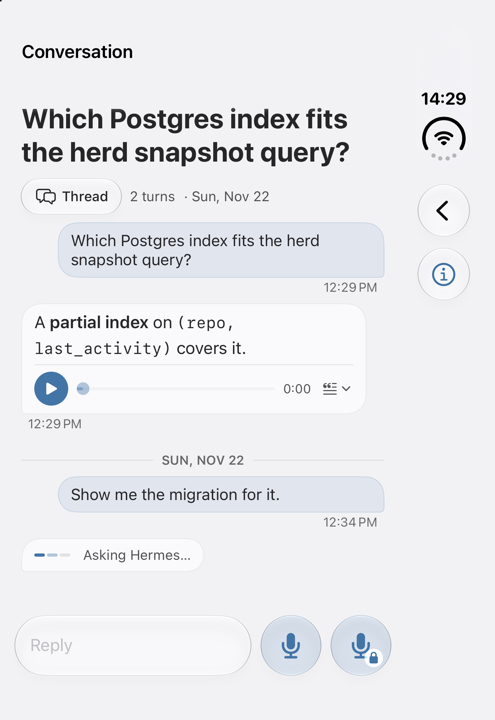 Conversation
14:29
Which Postgres index fits
the herd snapshot query?
Thread 2 turns · Sun, Nov 22
Which Postgres index fits the herd
snapshot query?
12:29 PM
A partial index on (repo,
last_activity) covers it.
0:00
12:29 PM
SUN, NOV 22
Show me the migration for it.
12:34 PM
Asking Hermes...
Reply